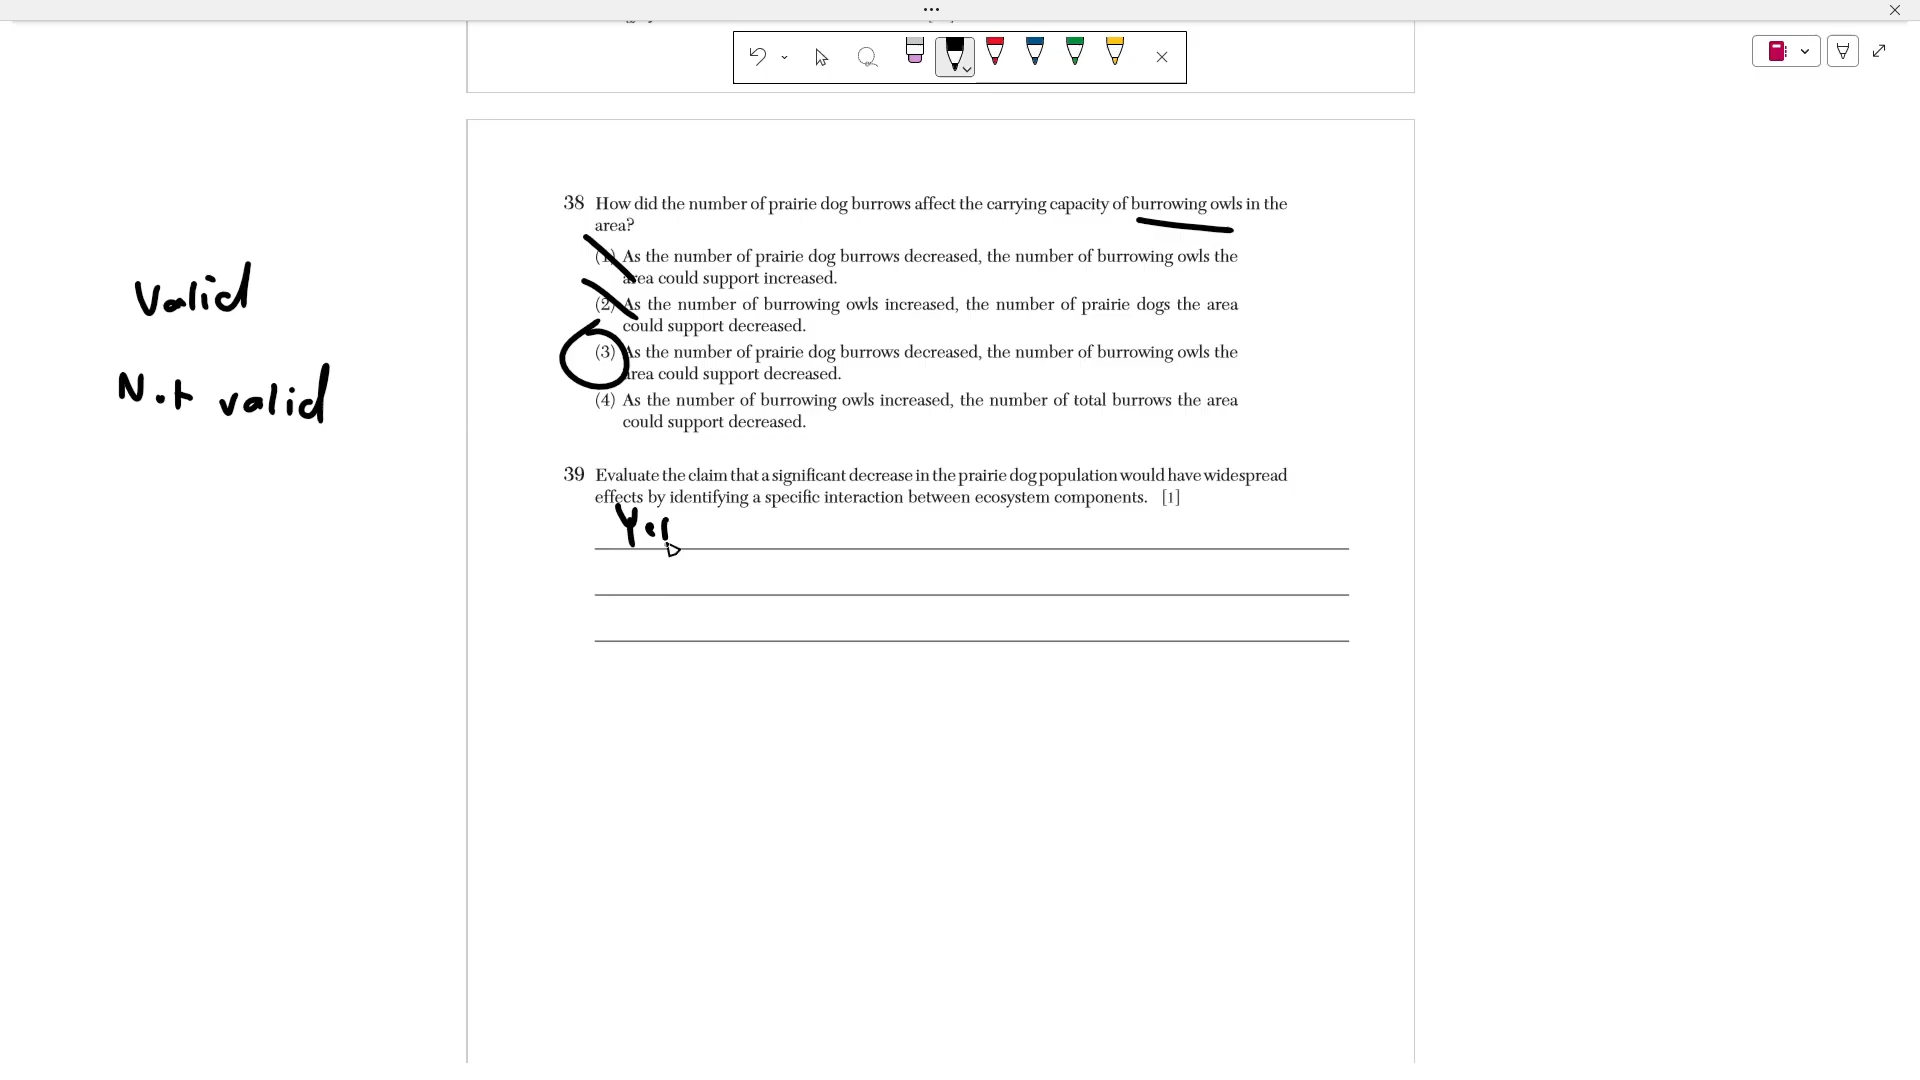 38 How did the number of prairie dog burrows affect the carrying capacity of burrowing owls in the
area?
(1) As the number of prairie dog burrows decreased, the number of burrowing owls the
area could support increased.
(2) As the number of burrowing owls increased, the number of prairie dogs the area
could support decreased.
(3) As the number of prairie dog burrows decreased, the number of burrowing owls the
area could support decreased.
(4) As the number of burrowing owls increased, the number of total burrows the area
could support decreased.
Valid
Not valid
39 Evaluate the claim that a significant decrease in the prairie dog population would have widespread
effects by identifying a specific interaction between ecosystem components. [1]